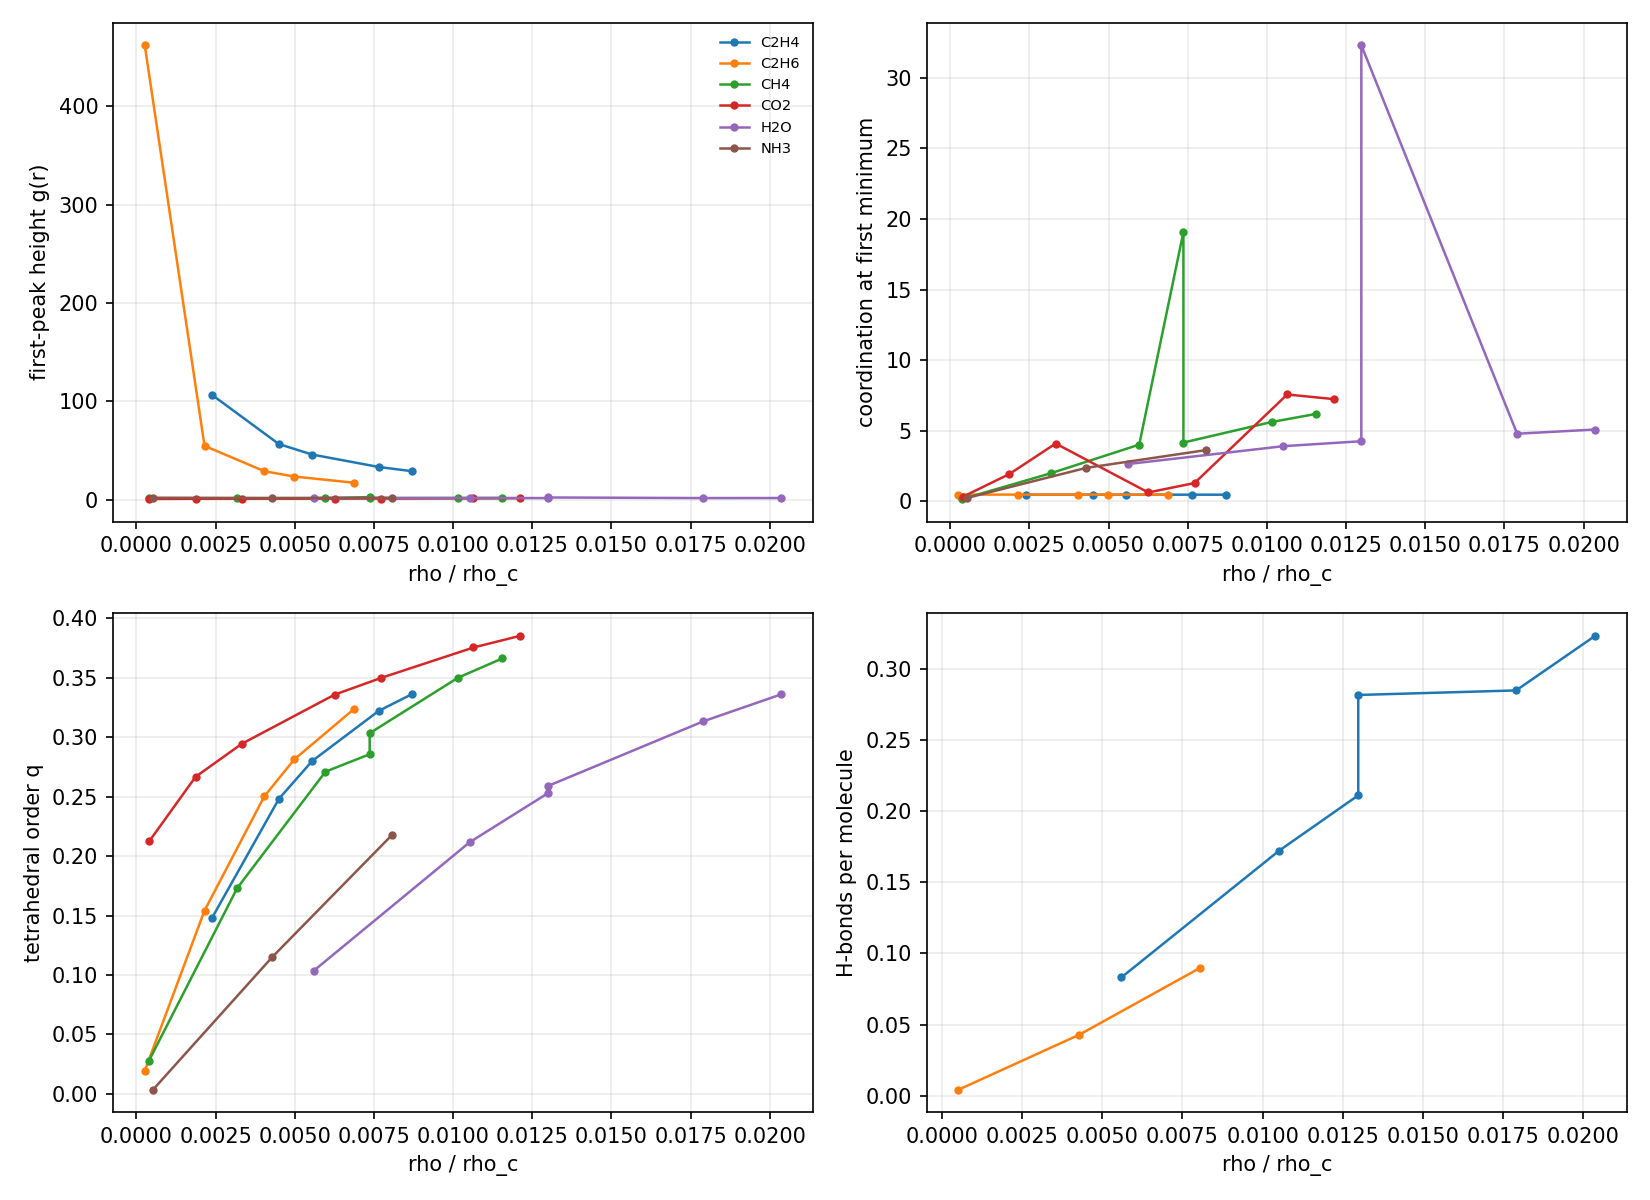 first-peak height g(r)
400
300
200
100
0
0.0000 0.0025 0.0050 0.0075 0.0100 0.0125 0.0150 0.0175 0.0200
rho / rho_c
C2H4
C2H6
CH4
CO2
H2O
NH3
coordination at first minimum
30
25
20
15
10
5
0
0.0000 0.0025 0.0050 0.0075 0.0100 0.0125 0.0150 0.0175 0.0200
rho / rho_c
tetrahedral order q
0.40
0.35
0.30
0.25
0.20
0.15
0.10
0.05
0.00
0.0000 0.0025 0.0050 0.0075 0.0100 0.0125 0.0150 0.0175 0.0200
rho / rho_c
H-bonds per molecule
0.30
0.25
0.20
0.15
0.10
0.05
0.00
0.0000 0.0025 0.0050 0.0075 0.0100 0.0125 0.0150 0.0175 0.0200
rho / rho_c